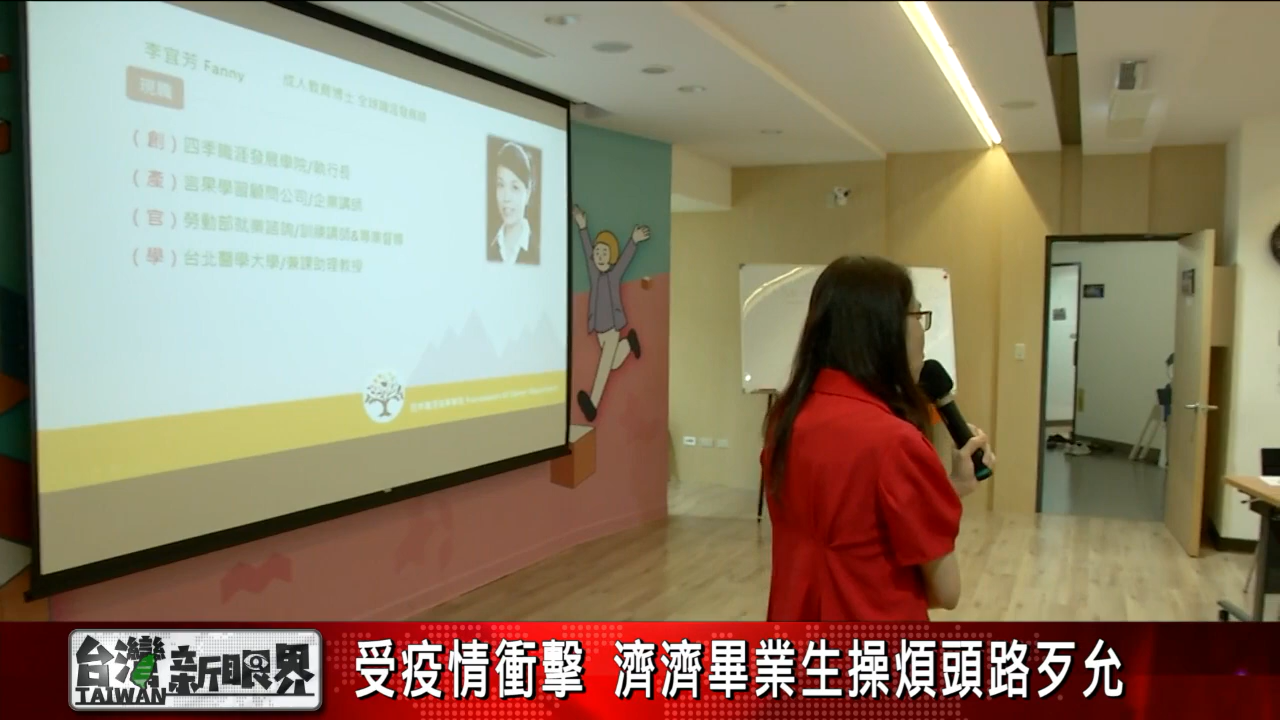 李宜芳 Fanny
成人教育博士 全球職涯發展師
現職
(創) 四季職涯發展學院/執行長
(產) 言果學習顧問公司/企業講師
(官) 勞動部就業諮詢/訓練講師&專業督導
(學) 台北醫學大學/兼課助理教授
台灣新眼界
TAIWAN
受疫情衝擊 濟濟畢業生操煩頭路歹允